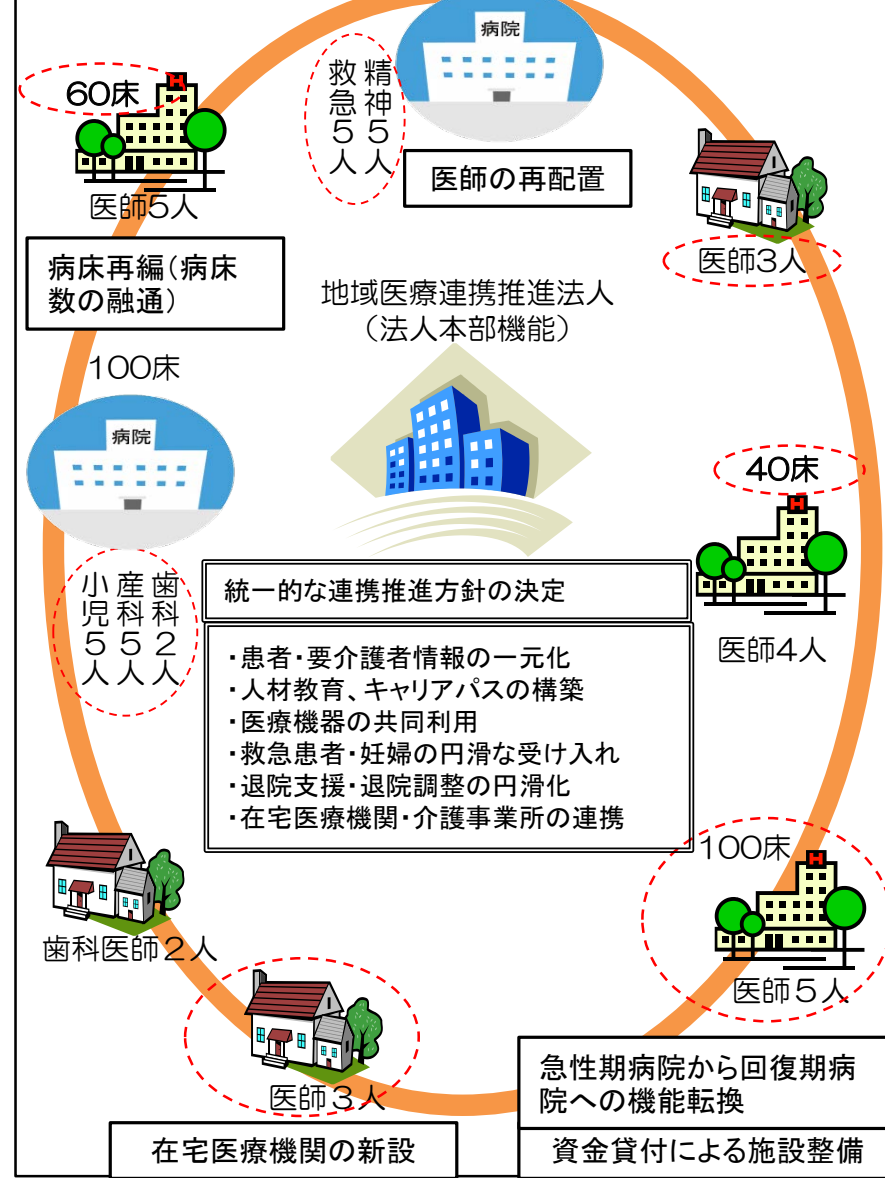 病院
救急５人
精神５人
医師の再配置
60床
医師5人
病床再編（病床
数の融通）
医師3人
地域医療連携推進法人
（法人本部機能）
100床
病院
小児５人
産科５人
歯科２人
40床
医師4人
統一的な連携推進方針の決定
・患者・要介護者情報の一元化
・人材教育、キャリアパスの構築
・医療機器の共同利用
・救急患者・妊婦の円滑な受け入れ
・退院支援・退院調整の円滑化
・在宅医療機関・介護事業所の連携
100床
H
医師５人
歯科医師２人
医師３人
急性期病院から回復期病
院への機能転換
在宅医療機関の新設
資金貸付による施設整備